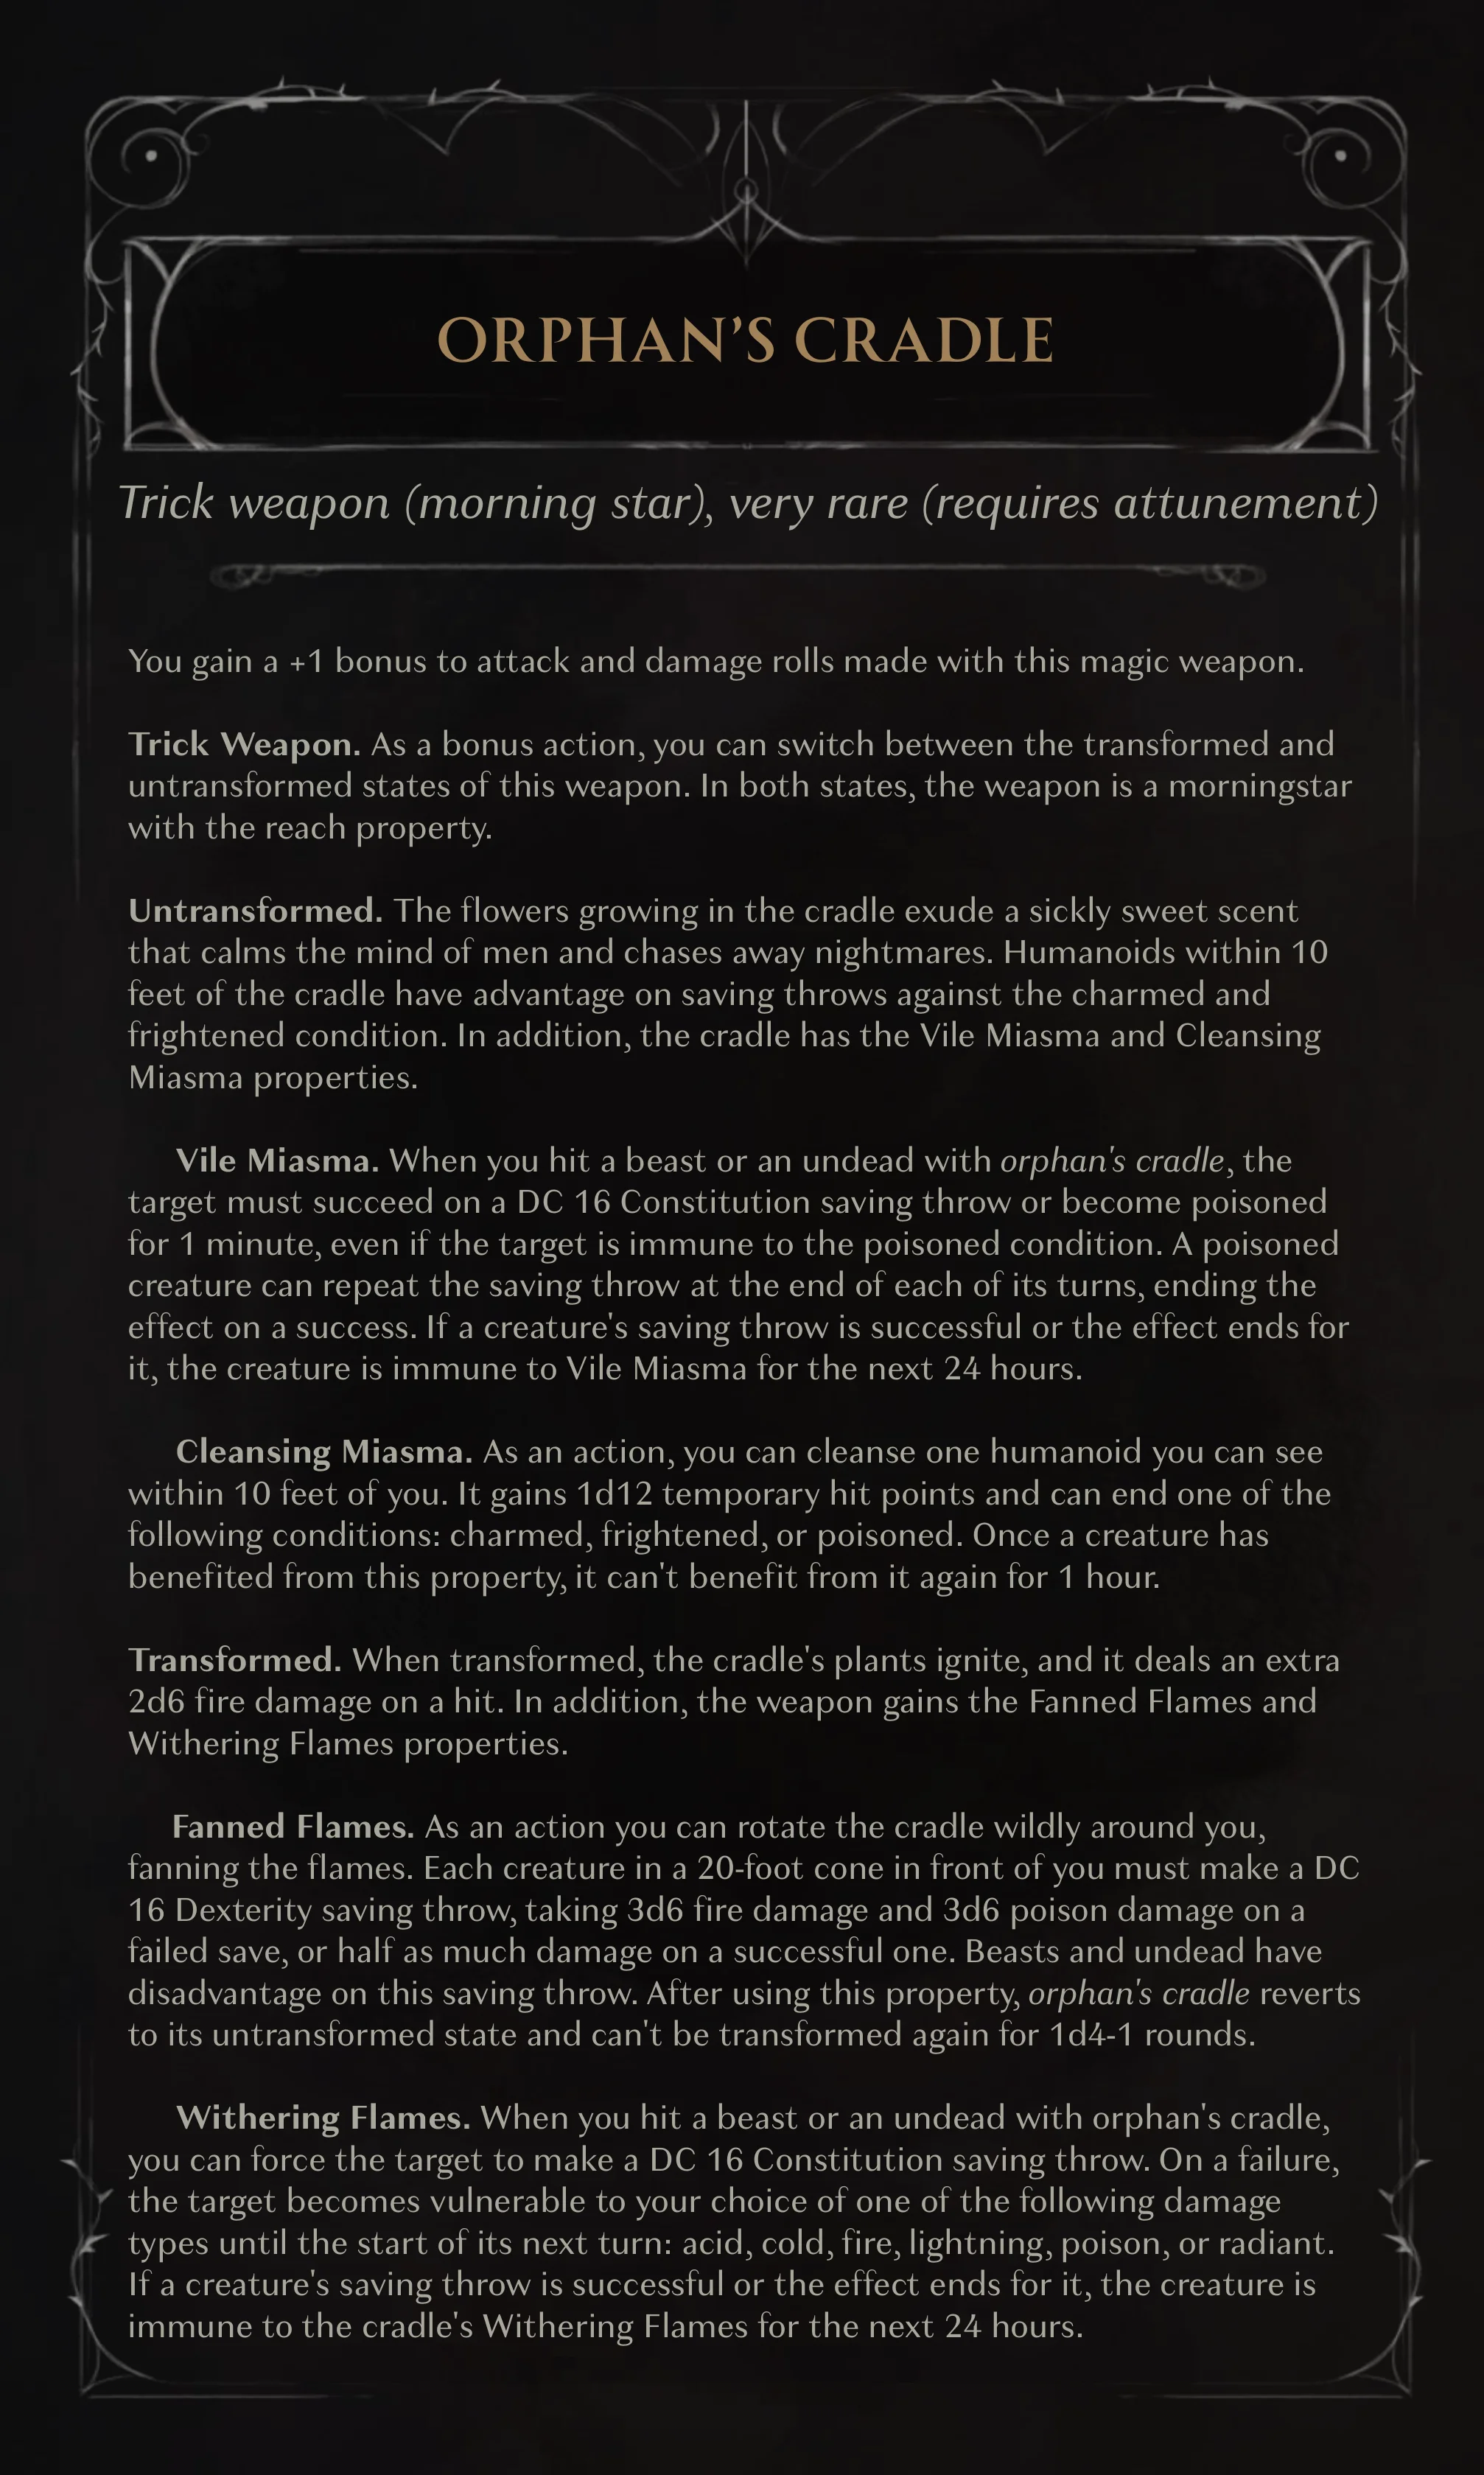 ORPHAN'S CRADLE
Trick weapon (morning star), very rare (requires attunement)
You gain a +1 bonus to attack and damage rolls made with this magic weapon.
Trick Weapon. As a bonus action, you can switch between the transformed and
untransformed states of this weapon. In both states, the weapon is a morningstar
with the reach property.
Untransformed. The flowers growing in the cradle exude a sickly sweet scent
that calms the mind of men and chases away nightmares. Humanoids within 10
feet of the cradle have advantage on saving throws against the charmed and
frightened condition. In addition, the cradle has the Vile Miasma and Cleansing
Miasma properties.
Vile Miasma. When you hit a beast or an undead with orphan's cradle, the
target must succeed on a DC 16 Constitution saving throw or become poisoned
for 1 minute, even if the target is immune to the poisoned condition. A poisoned
creature can repeat the saving throw at the end of each of its turns, ending the
effect on a success. If a creature's saving throw is successful or the effect ends for
it, the creature is immune to Vile Miasma for the next 24 hours.
Cleansing Miasma. As an action, you can cleanse one humanoid you can see
within 10 feet of you. It gains 1d12 temporary hit points and can end one of the
following conditions: charmed, frightened, or poisoned. Once a creature has
benefited from this property, it can't benefit from it again for 1 hour.
Transformed. When transformed, the cradle's plants ignite, and it deals an extra
2d6 fire damage on a hit. In addition, the weapon gains the Fanned Flames and
Withering Flames properties.
Fanned Flames. As an action you can rotate the cradle wildly around you,
fanning the flames. Each creature in a 20-foot cone in front of you must make a DC
16 Dexterity saving throw, taking 3d6 fire damage and 3d6 poison damage on a
failed save, or half as much damage on a successful one. Beasts and undead have
disadvantage on this saving throw. After using this property, orphan's cradle reverts
to its untransformed state and can't be transformed again for 1d4-1 rounds.
Withering Flames. When you hit a beast or an undead with orphan's cradle,
you can force the target to make a DC 16 Constitution saving throw. On a failure,
the target becomes vulnerable to your choice of one of the following damage
types until the start of its next turn: acid, cold, fire, lightning, poison, or radiant.
If a creature's saving throw is successful or the effect ends for it, the creature is
immune to the cradle's Withering Flames for the next 24 hours.